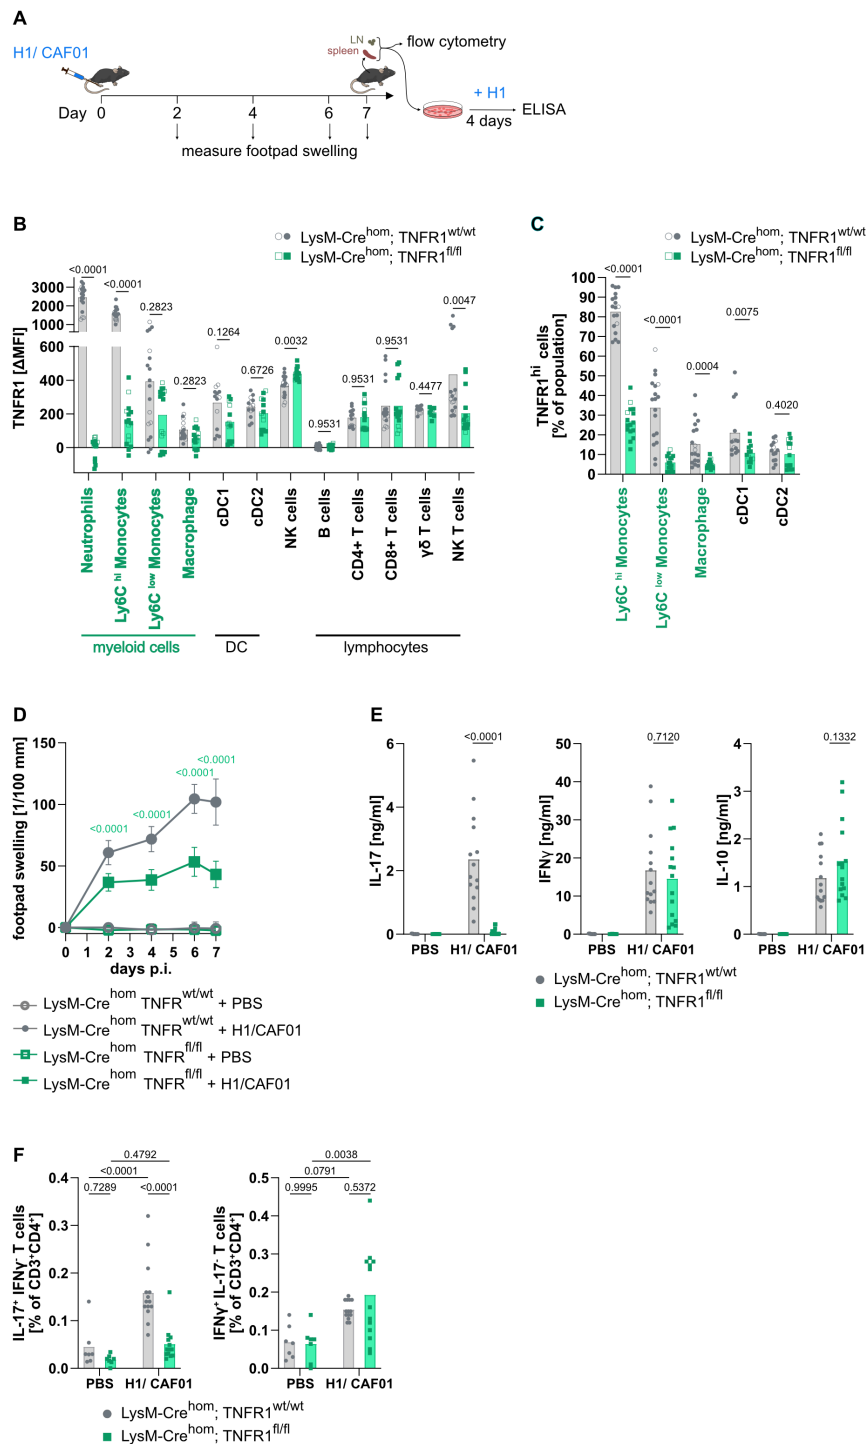 A
H1/ CAF01
LN
spleen
flow cytometry
+ H1
4 days
ELISA
Day 0 2 4 6 7
measure footpad swelling
B
LysM-Cre^hom; TNFR1^wt/wt
LysM-Cre^hom; TNFR1^fl/fl
TNFR1 [ΔMFI]
3000
2000
1000
600
400
200
0
<0.0001
<0.0001
0.2823
0.2823
0.1264
0.6726
0.0032
0.9531
0.9531
0.9531
0.4477
0.0047
Neutrophils
Ly6C^hi Monocytes
Ly6C^low Monocytes
Macrophage
cDC1
cDC2
NK cells
B cells
CD4+ T cells
CD8+ T cells
γδ T cells
NK T cells
myeloid cells
DC
lymphocytes
C
LysM-Cre^hom; TNFR1^wt/wt
LysM-Cre^hom; TNFR1^fl/fl
TNFR1^hi cells
[% of population]
100
90
80
70
60
50
40
30
20
10
0
<0.0001
<0.0001
0.0004
0.0075
0.4020
Ly6C^hi Monocytes
Ly6C^low Monocytes
Macrophage
cDC1
cDC2
D
footpad swelling [1/100 mm]
150
100
50
0
<0.0001
<0.0001
<0.0001
<0.0001
0 2 4 6 7
days p.i.
LysM-Cre^hom TNFR^wt/wt + PBS
LysM-Cre^hom TNFR^wt/wt + H1/CAF01
LysM-Cre^hom TNFR^fl/fl + PBS
LysM-Cre^hom TNFR^fl/fl + H1/CAF01
E
IL-17 [ng/ml]
6
4
2
0
<0.0001
PBS H1/ CAF01
IFNγ [ng/ml]
50
40
30
20
10
0
0.7120
PBS H1/ CAF01
IL-10 [ng/ml]
4
3
2
1
0
0.1332
PBS H1/ CAF01
LysM-Cre^hom; TNFR1^wt/wt
LysM-Cre^hom; TNFR1^fl/fl
F
IL-17⁺ IFNγ⁻ T cells
[% of CD3⁺CD4⁺]
0.4
0.3
0.2
0.1
0.0
0.4792
<0.0001
0.7289
<0.0001
PBS H1/ CAF01
IFNγ⁺ IL-17⁻ T cells
[% of CD3⁺CD4⁺]
0.5
0.4
0.3
0.2
0.1
0.0
0.0038
0.0791
0.9995
0.5372
PBS H1/ CAF01
LysM-Cre^hom; TNFR1^wt/wt
LysM-Cre^hom; TNFR1^fl/fl